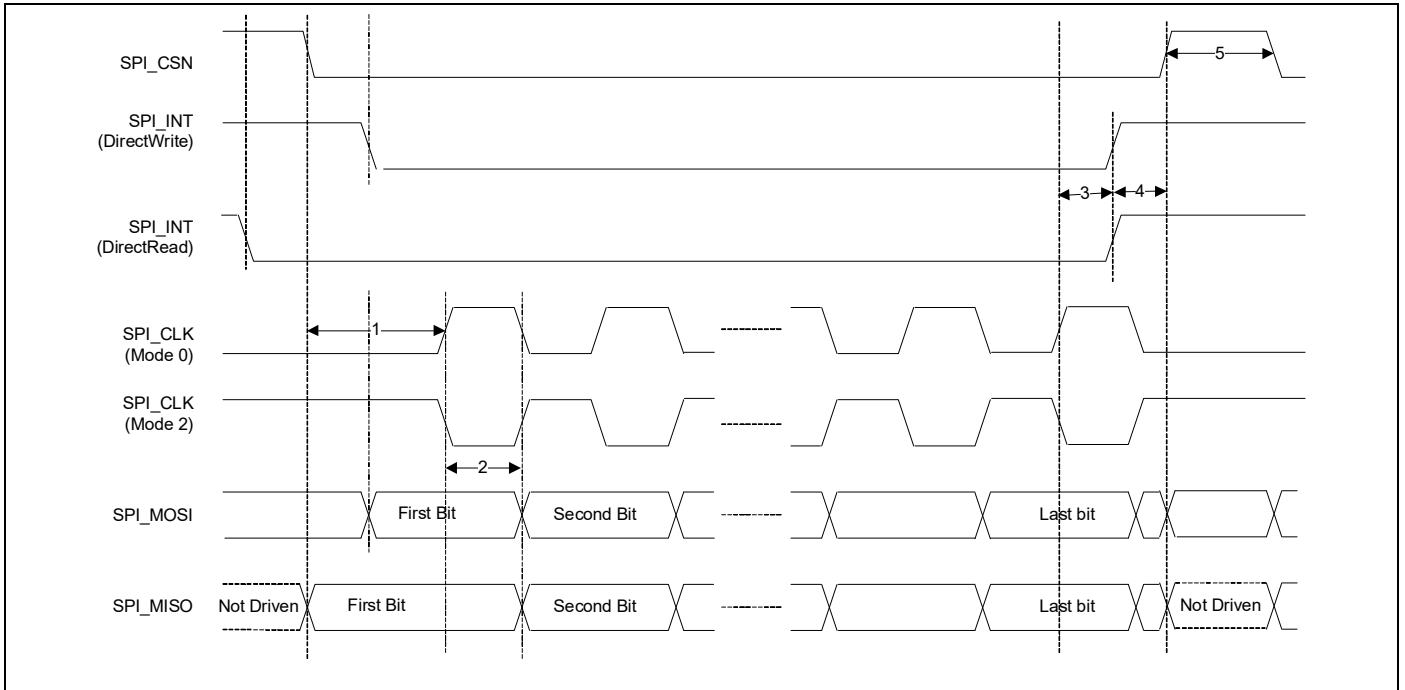 SPI_CSN
5
SPI_INT
(DirectWrite)
3
4
SPI_INT
(DirectRead)
SPI_CLK
(Mode 0)
1
SPI_CLK
(Mode 2)
2
SPI_MOSI
First Bit
Second Bit
Last bit
SPI_MISO
Not Driven
First Bit
Second Bit
Last bit
Not Driven